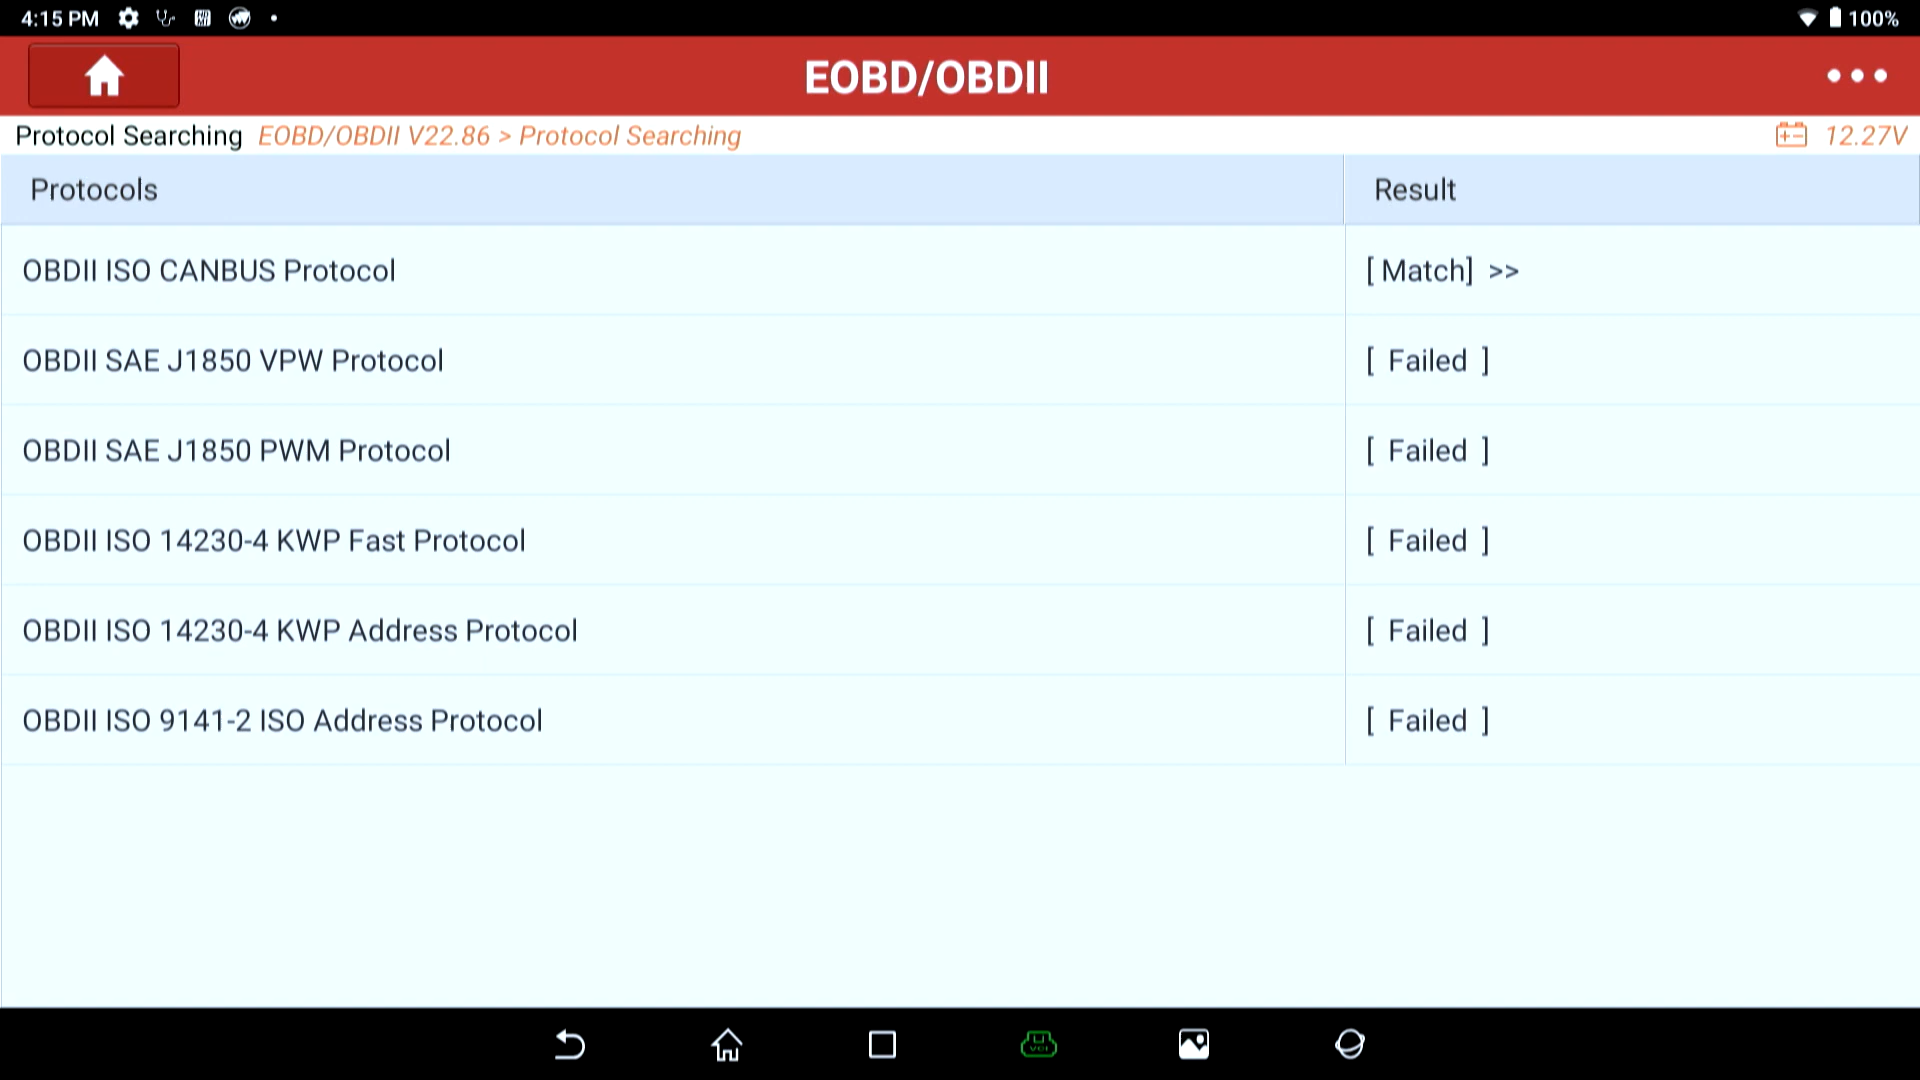 4:15 PM 100%
EOBD/OBDII
Protocol Searching EOBD/OBDII V22.86 > Protocol Searching 12.27V
Protocols Result
OBDII ISO CANBUS Protocol [ Match] >>
OBDII SAE J1850 VPW Protocol [ Failed ]
OBDII SAE J1850 PWM Protocol [ Failed ]
OBDII ISO 14230-4 KWP Fast Protocol [ Failed ]
OBDII ISO 14230-4 KWP Address Protocol [ Failed ]
OBDII ISO 9141-2 ISO Address Protocol [ Failed ]
VCI